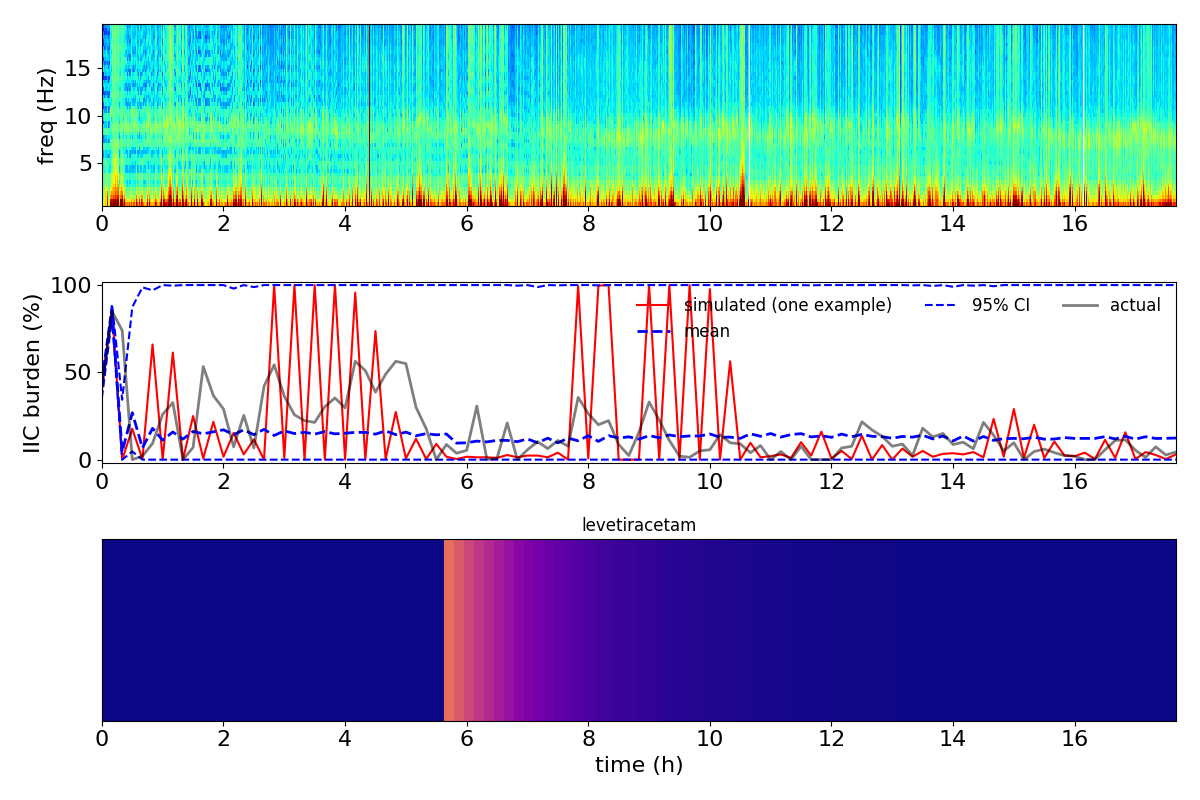 freq (Hz)
15
10
5
0 2 4 6 8 10 12 14 16
IIC burden (%)
100
50
0
simulated (one example) 95% CI actual
mean
0 2 4 6 8 10 12 14 16
levetiracetam
0 2 4 6 8 10 12 14 16
time (h)